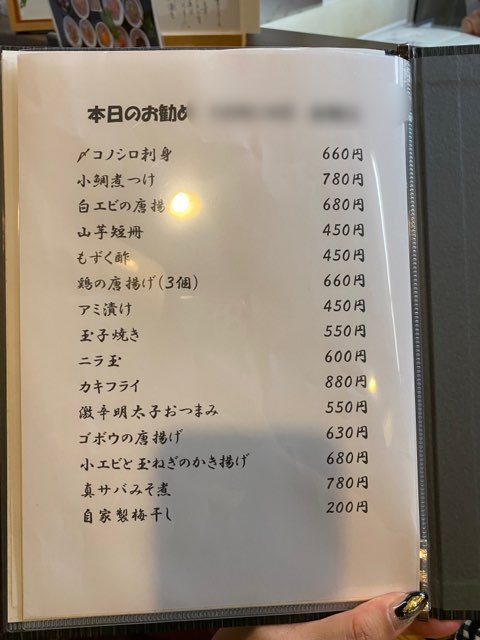 本日のお勧め
〆コノシロ刺身 660円
小鯛煮つけ 780円
白エビの唐揚 680円
山芋短冊 450円
もずく酢 450円
鶏の唐揚げ(3個) 660円
アミ漬け 450円
玉子焼き 550円
ニラ玉 600円
カキフライ 880円
激辛明太子おつまみ 550円
ゴボウの唐揚げ 630円
小エビと玉ねぎのかき揚げ 680円
真サバみそ煮 780円
自家製梅干し 200円